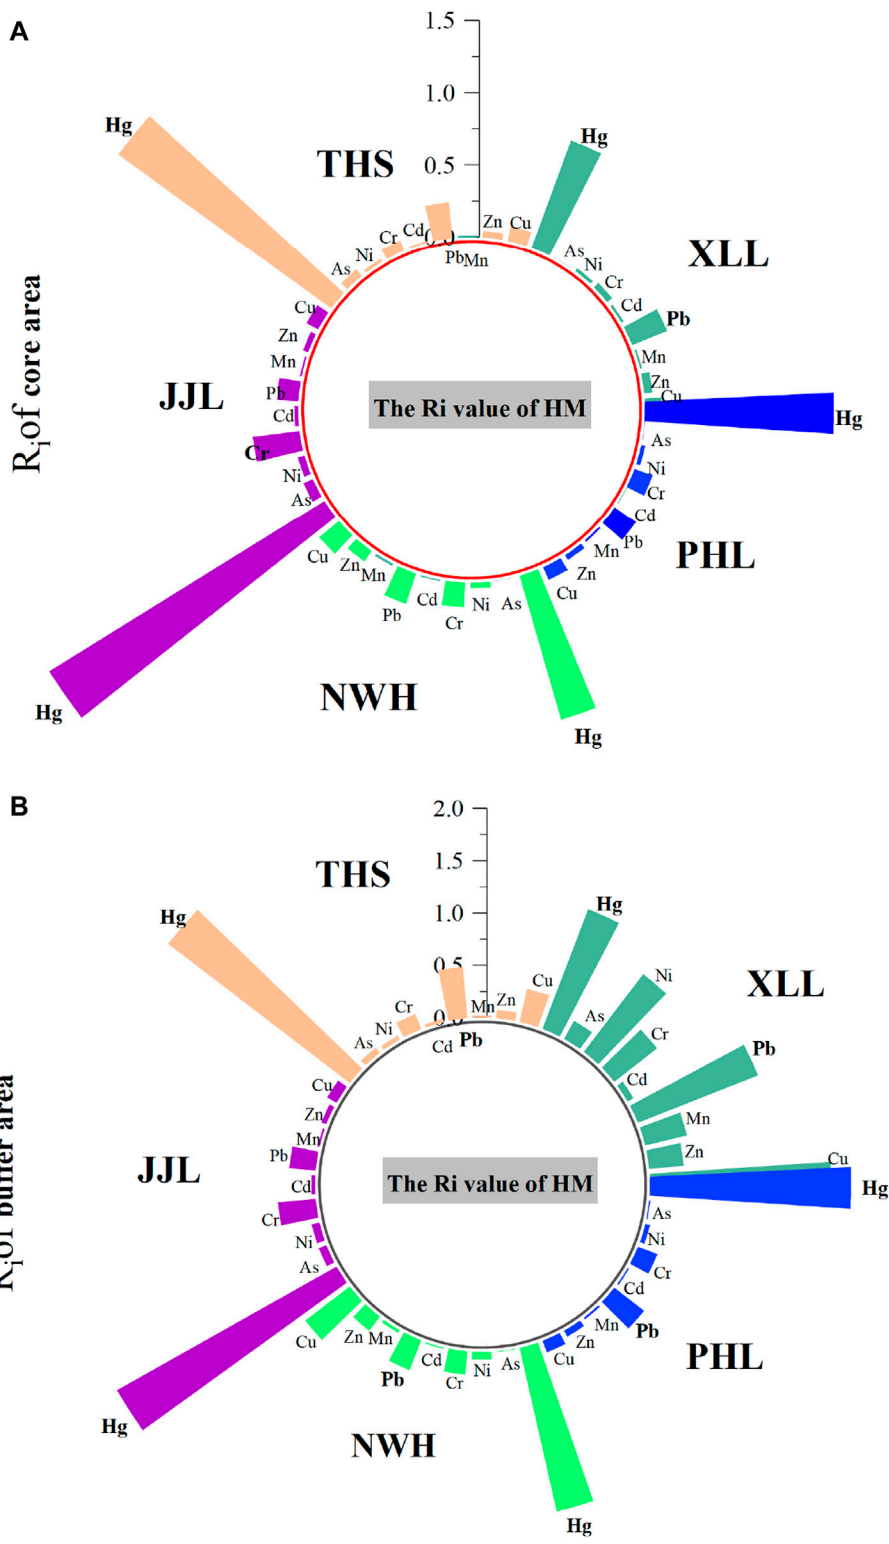 A
1.5
1.0
0.5
0.0
R_i of core area
THS
XLL
JJL
PHL
NWH
The Ri value of HM
Hg
As
Ni
Cr
Cd
Pb
Mn
Zn
Cu
Hg
As
Ni
Cr
Cd
Pb
Mn
Zn
Cu
Hg
As
Ni
Cr
Cd
Pb
Mn
Zn
Cu
Hg
As
Ni
Cr
Cd
Pb
Mn
Zn
Cu
Hg
As
Ni
Cr
Cd
Pb
Mn
Zn
Cu
B
2.0
1.5
1.0
0.5
0.0
R_i of buffer area
THS
XLL
JJL
PHL
NWH
The Ri value of HM
Hg
As
Ni
Cr
Cd
Pb
Mn
Zn
Cu
Hg
As
Ni
Cr
Cd
Pb
Mn
Zn
Cu
Hg
As
Ni
Cr
Cd
Pb
Mn
Zn
Cu
Hg
As
Ni
Cr
Cd
Pb
Mn
Zn
Cu
Hg
As
Ni
Cr
Cd
Pb
Mn
Zn
Cu